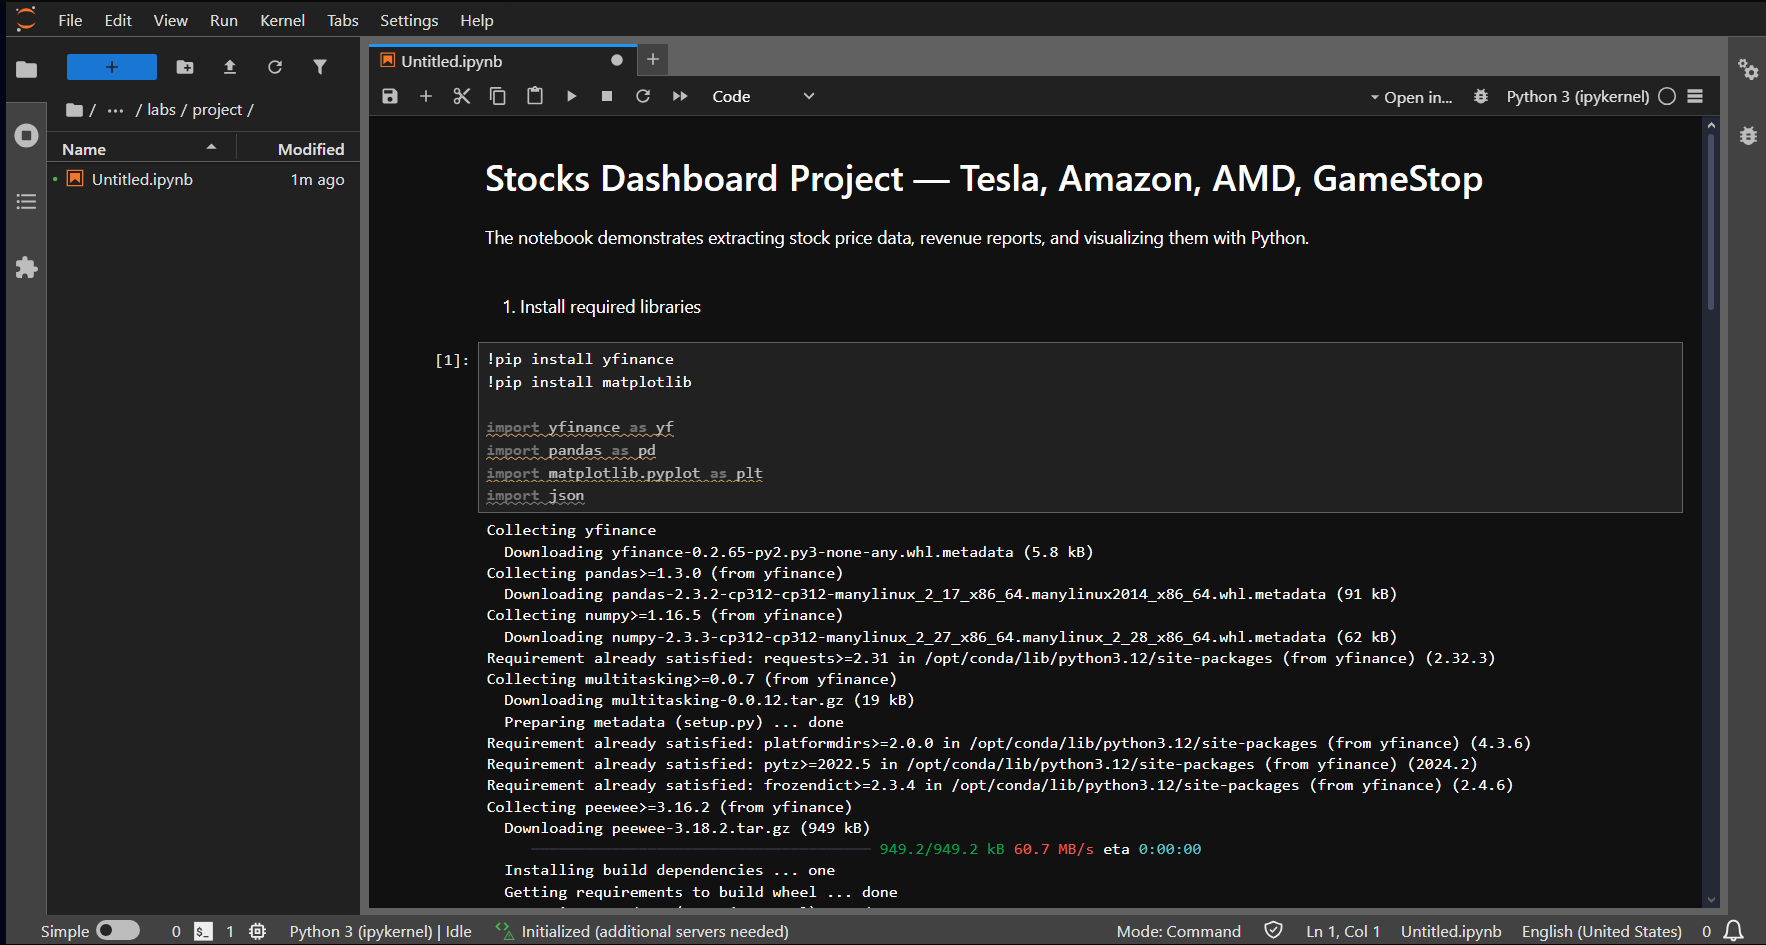 File Edit View Run Kernel Tabs Settings Help
+
/ ··· / labs / project /
Name Modified
Untitled.ipynb 1m ago
Untitled.ipynb
+
Code
Open in...
Python 3 (ipykernel)
Stocks Dashboard Project — Tesla, Amazon, AMD, GameStop
The notebook demonstrates extracting stock price data, revenue reports, and visualizing them with Python.
1. Install required libraries
[1]:
!pip install yfinance
!pip install matplotlib
import yfinance as yf
import pandas as pd
import matplotlib.pyplot as plt
import json
Collecting yfinance
Downloading yfinance-0.2.65-py2.py3-none-any.whl.metadata (5.8 kB)
Collecting pandas>=1.3.0 (from yfinance)
Downloading pandas-2.3.2-cp312-cp312-manylinux_2_17_x86_64.manylinux2014_x86_64.whl.metadata (91 kB)
Collecting numpy>=1.16.5 (from yfinance)
Downloading numpy-2.3.3-cp312-cp312-manylinux_2_27_x86_64.manylinux_2_28_x86_64.whl.metadata (62 kB)
Requirement already satisfied: requests>=2.31 in /opt/conda/lib/python3.12/site-packages (from yfinance) (2.32.3)
Collecting multitasking>=0.0.7 (from yfinance)
Downloading multitasking-0.0.12.tar.gz (19 kB)
Preparing metadata (setup.py) ... done
Requirement already satisfied: platformdirs>=2.0.0 in /opt/conda/lib/python3.12/site-packages (from yfinance) (4.3.6)
Requirement already satisfied: pytz>=2022.5 in /opt/conda/lib/python3.12/site-packages (from yfinance) (2024.2)
Requirement already satisfied: frozendict>=2.3.4 in /opt/conda/lib/python3.12/site-packages (from yfinance) (2.4.6)
Collecting peewee>=3.16.2 (from yfinance)
Downloading peewee-3.18.2.tar.gz (949 kB)
949.2/949.2 kB 60.7 MB/s eta 0:00:00
Installing build dependencies ... one
Getting requirements to build wheel ... done
Simple 0 $_ 1 Python 3 (ipykernel) | Idle Initialized (additional servers needed) Mode: Command Ln 1, Col 1 Untitled.ipynb English (United States) 0